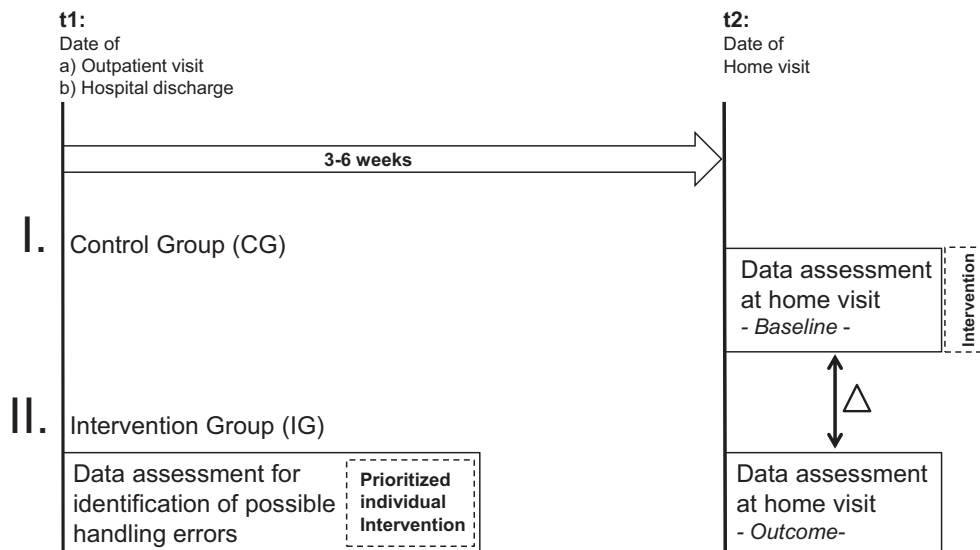 t1:
Date of
a) Outpatient visit
b) Hospital discharge
t2:
Date of
Home visit
3-6 weeks
I. Control Group (CG)
Data assessment
at home visit
- Baseline -
Intervention
△
II. Intervention Group (IG)
Data assessment for
identification of possible
handling errors
Prioritized
individual
Intervention
Data assessment
at home visit
- Outcome-